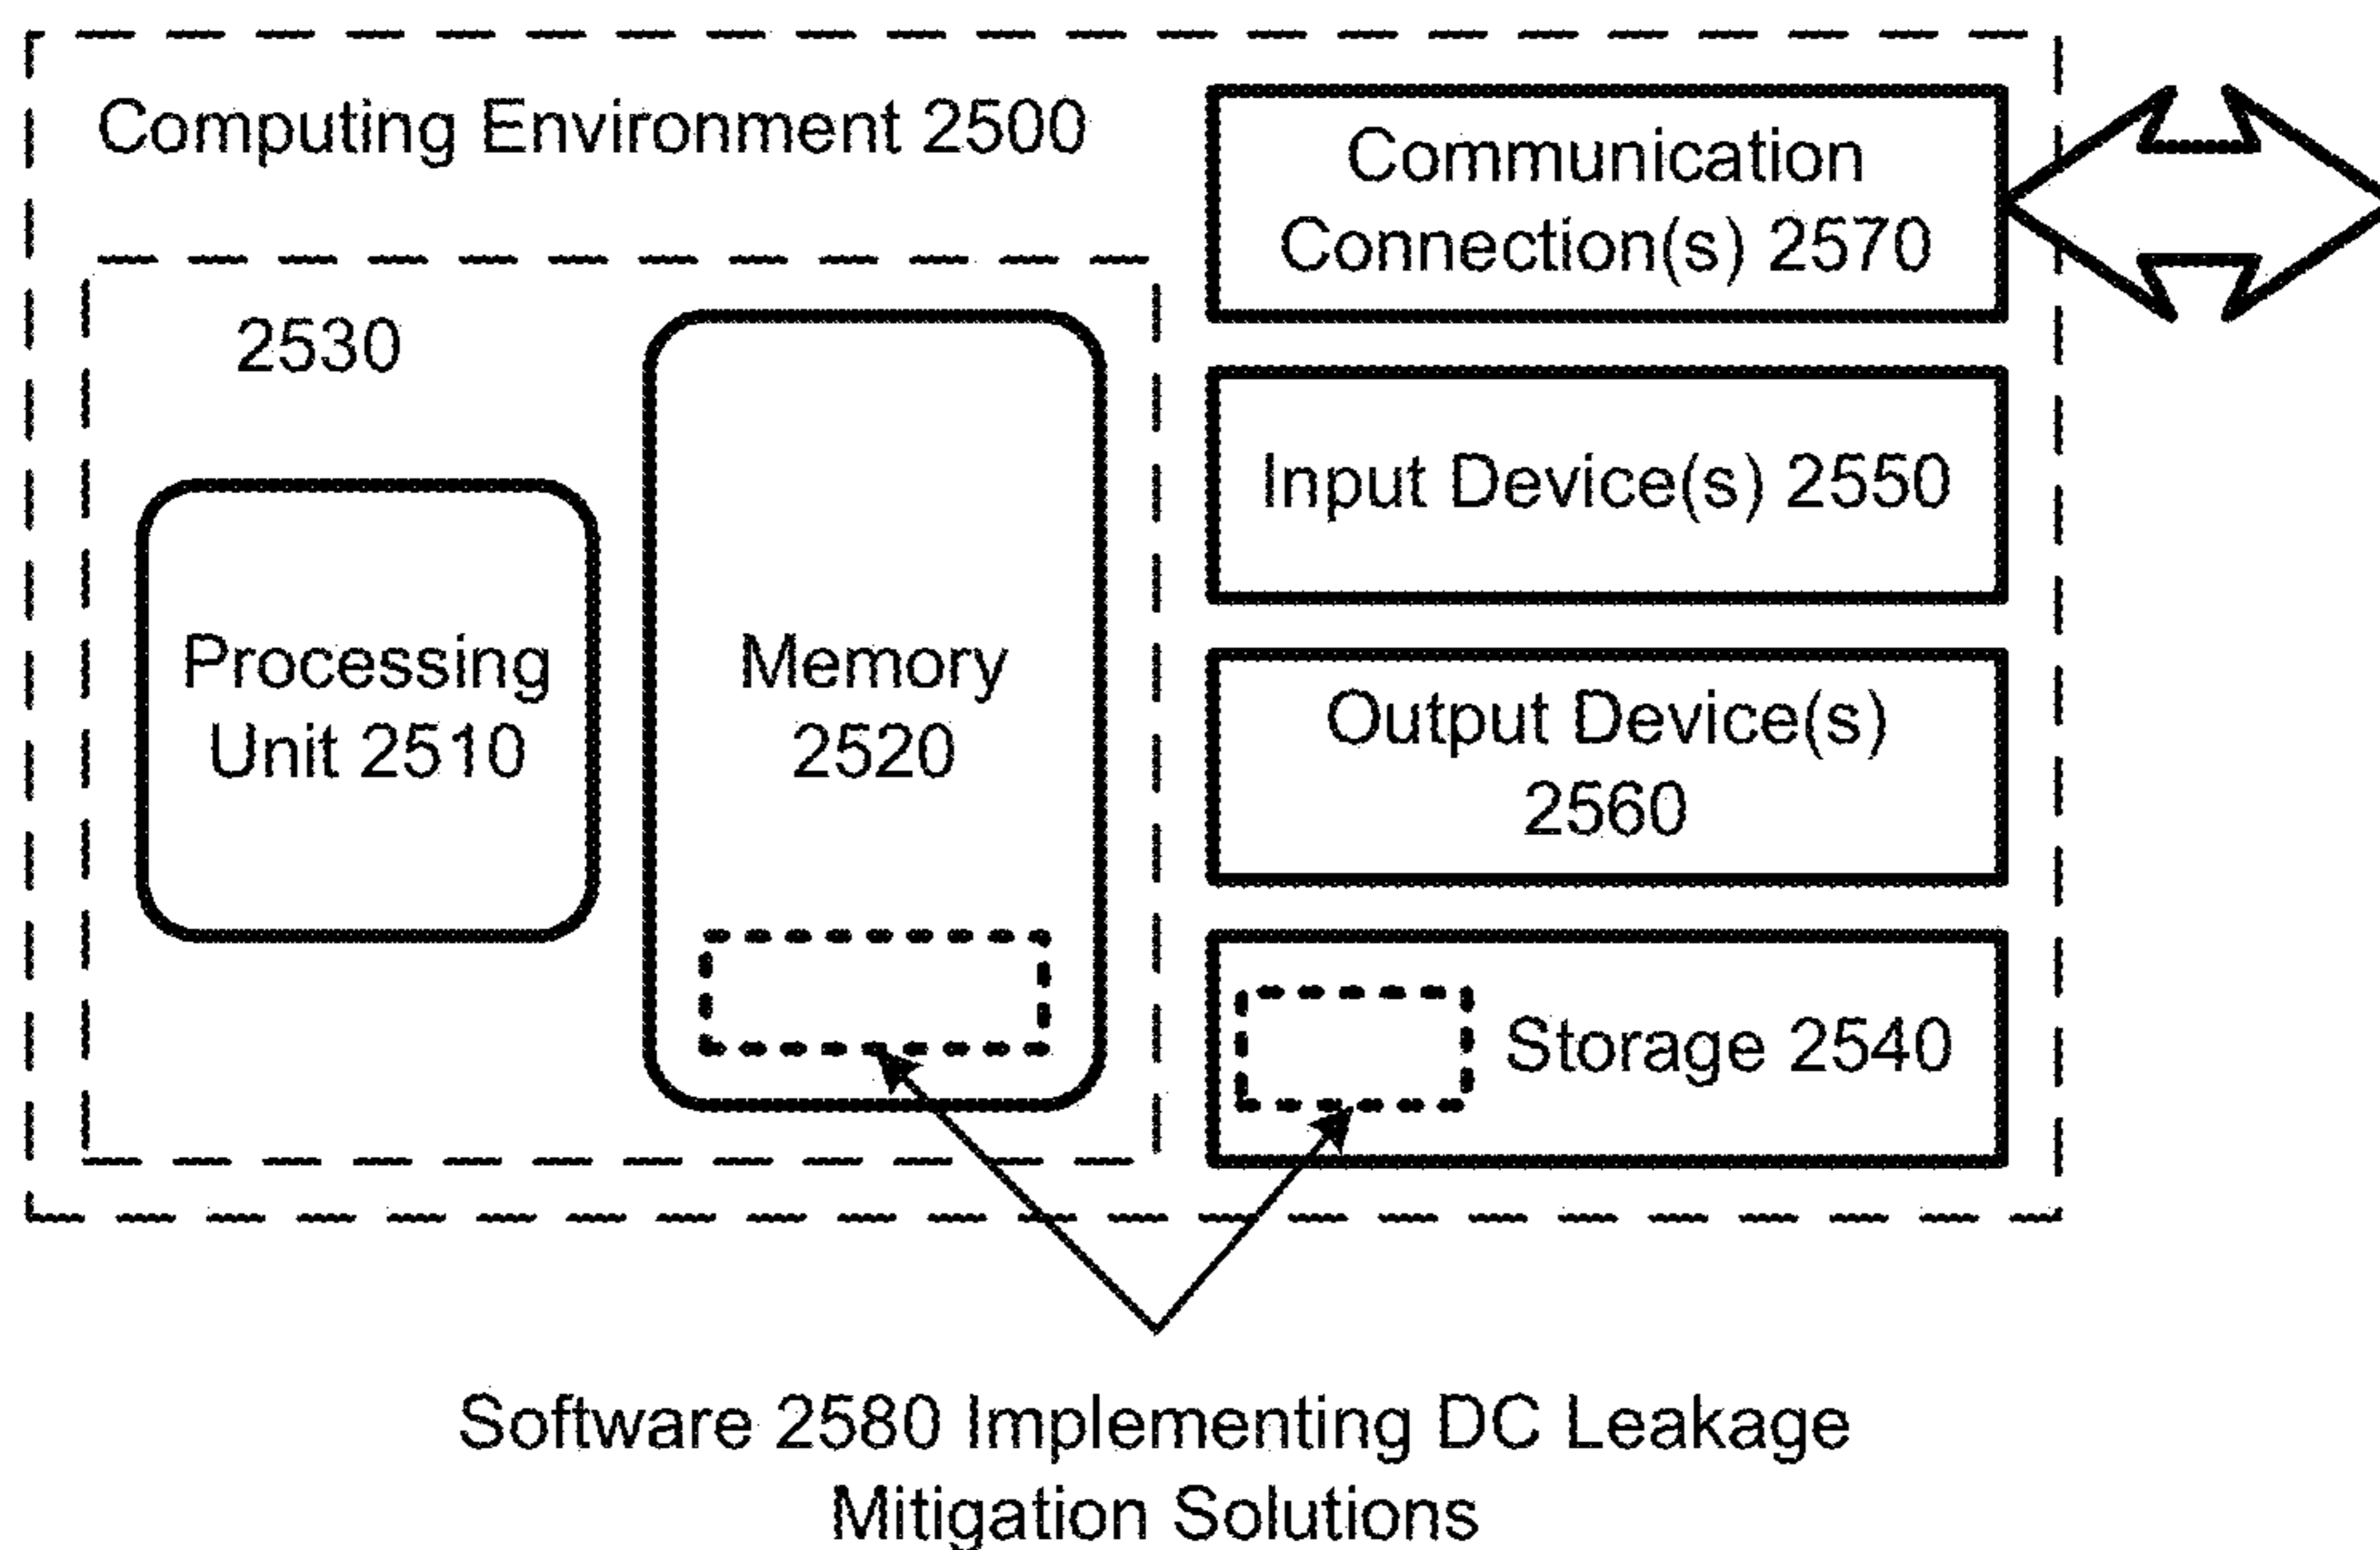 Computing Environment 2500
Communication
Connection(s) 2570
2530
Input Device(s) 2550
Processing
Unit 2510
Memory
2520
Output Device(s)
2560
Storage 2540
Software 2580 Implementing DC Leakage
Mitigation Solutions